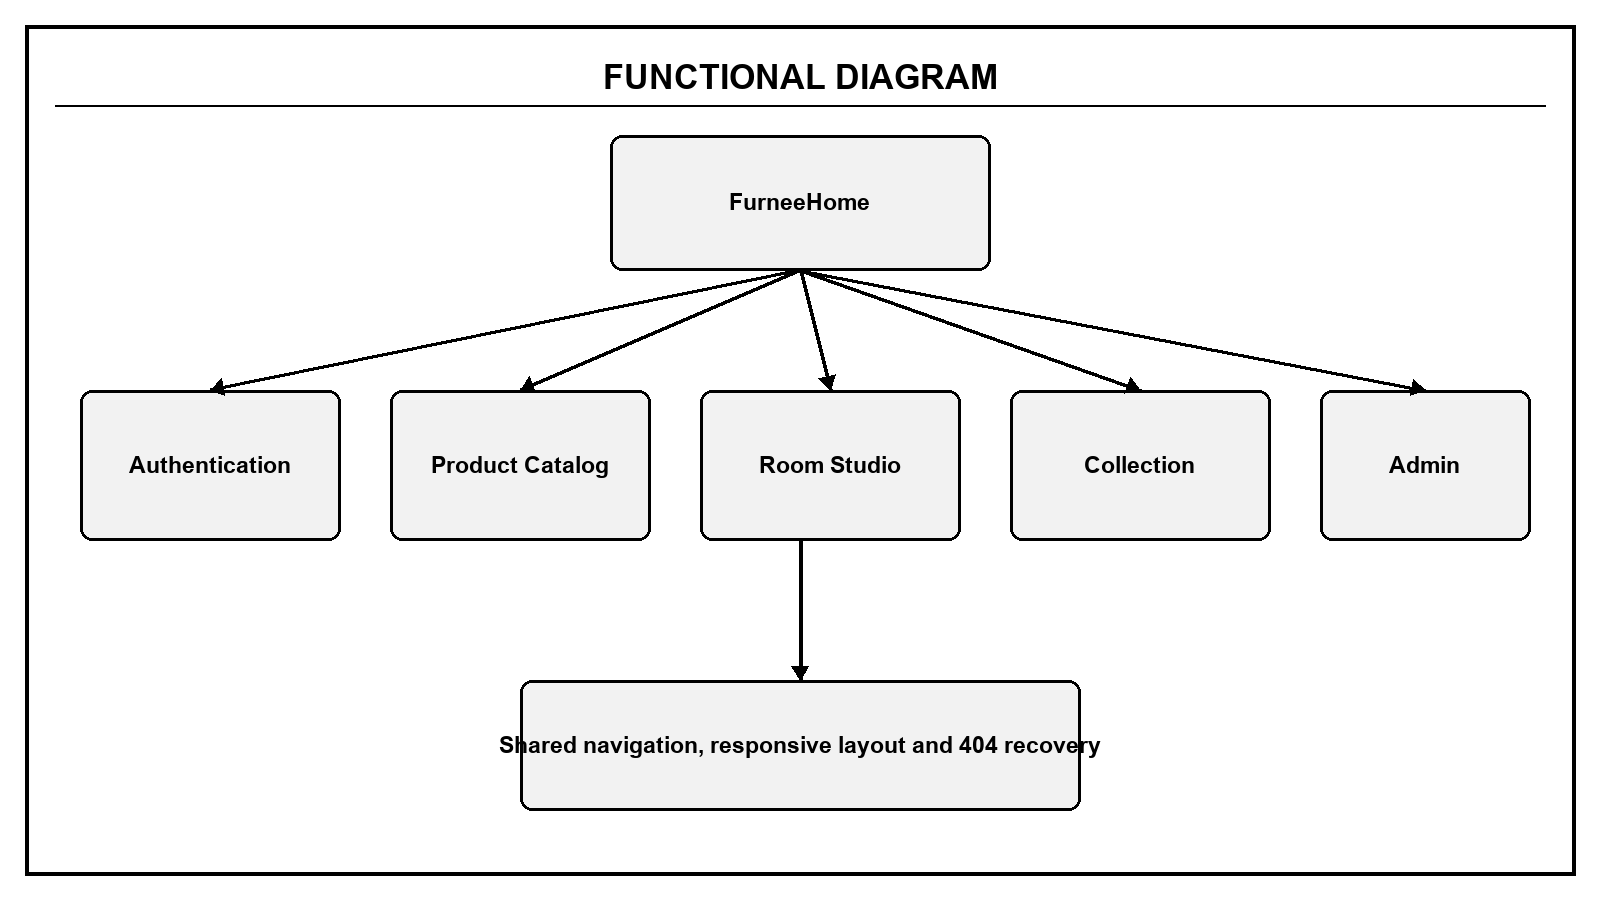 FUNCTIONAL DIAGRAM
FurneeHome
Authentication
Product Catalog
Room Studio
Collection
Admin
Shared navigation, responsive layout and 404 recovery